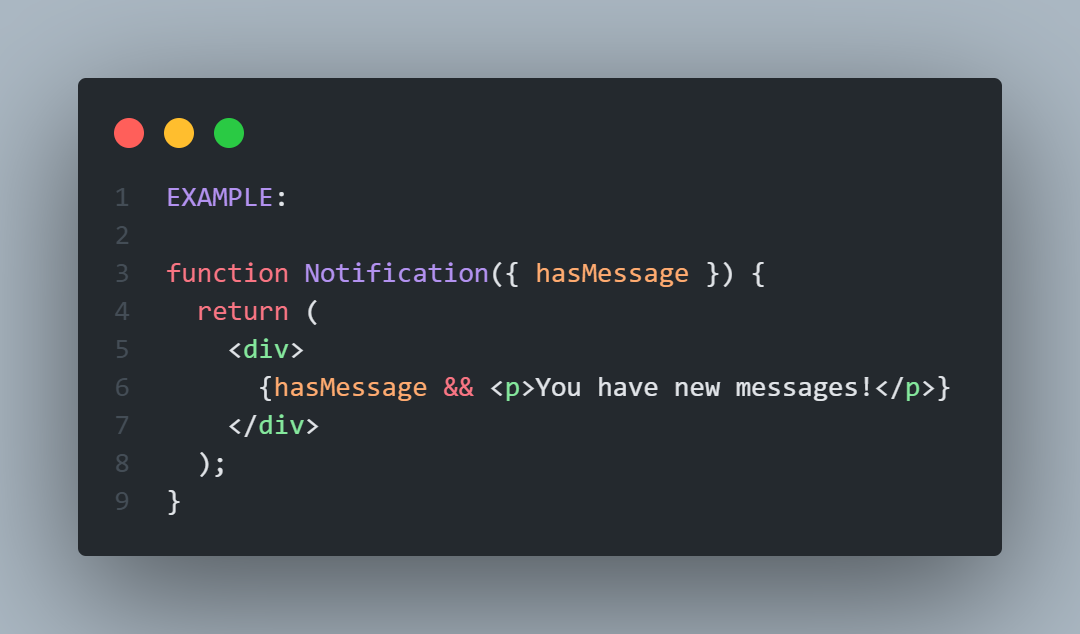 1 EXAMPLE:
2
3 function Notification({ hasMessage }) {
4   return (
5     <div>
6       {hasMessage && <p>You have new messages!</p>}
7     </div>
8   );
9 }